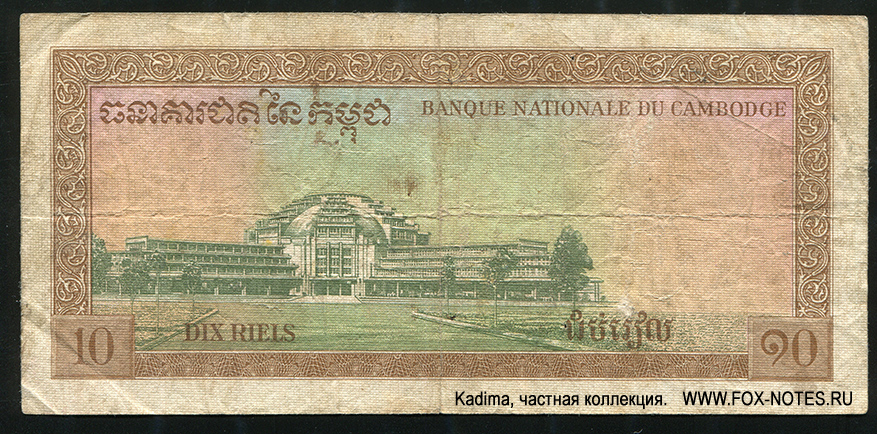 ធនាគារជាតិនៃកម្ពុជា BANQUE NATIONALE DU CAMBODGE
10 DIX RIELS ដប់រៀល ១០
Kadima, частная коллекция. WWW.FOX-NOTES.RU